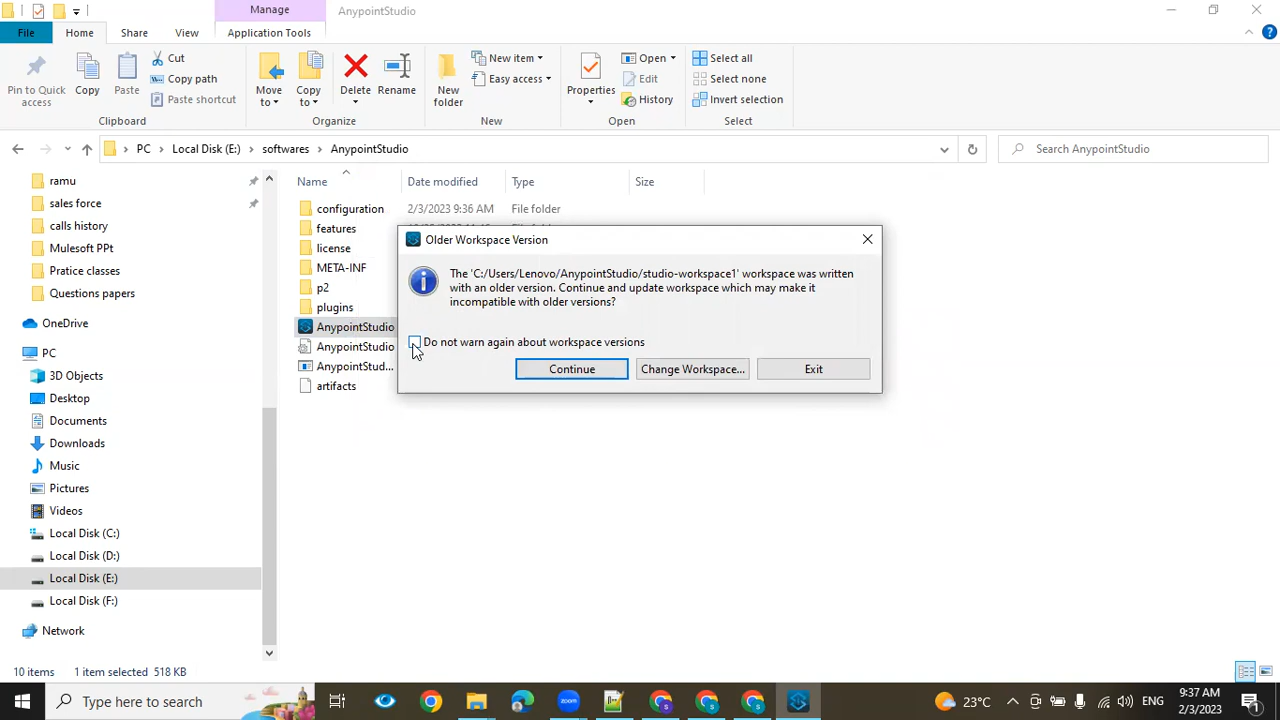 Manage
AnypointStudio
File
Home
Share
View
Application Tools
Pin to Quick
access
Copy
Paste
Cut
Copy path
Paste shortcut
Move
to
Copy
to
Delete
Rename
New
folder
New item
Easy access
Properties
Open
Edit
History
Select all
Select none
Invert selection
Clipboard
Organize
New
Open
Select
PC
Local Disk (E:)
softwares
AnypointStudio
Search AnypointStudio
ramu
sales force
calls history
Mulesoft PPt
Pratice classes
Questions papers
OneDrive
PC
3D Objects
Desktop
Documents
Downloads
Music
Pictures
Videos
Local Disk (C:)
Local Disk (D:)
Local Disk (E:)
Local Disk (F:)
Network
Name
Date modified
Type
Size
configuration
2/3/2023 9:36 AM
File folder
features
license
META-INF
p2
plugins
AnypointStudio
AnypointStudio
AnypointStud...
artifacts
Older Workspace Version
The 'C:/Users/Lenovo/AnypointStudio/studio-workspace1' workspace was written
with an older version. Continue and update workspace which may make it
incompatible with older versions?
Do not warn again about workspace versions
Continue
Change Workspace...
Exit
10 items
1 item selected 518 KB
Type here to search
zoom
23°C
ENG
9:37 AM
2/3/2023